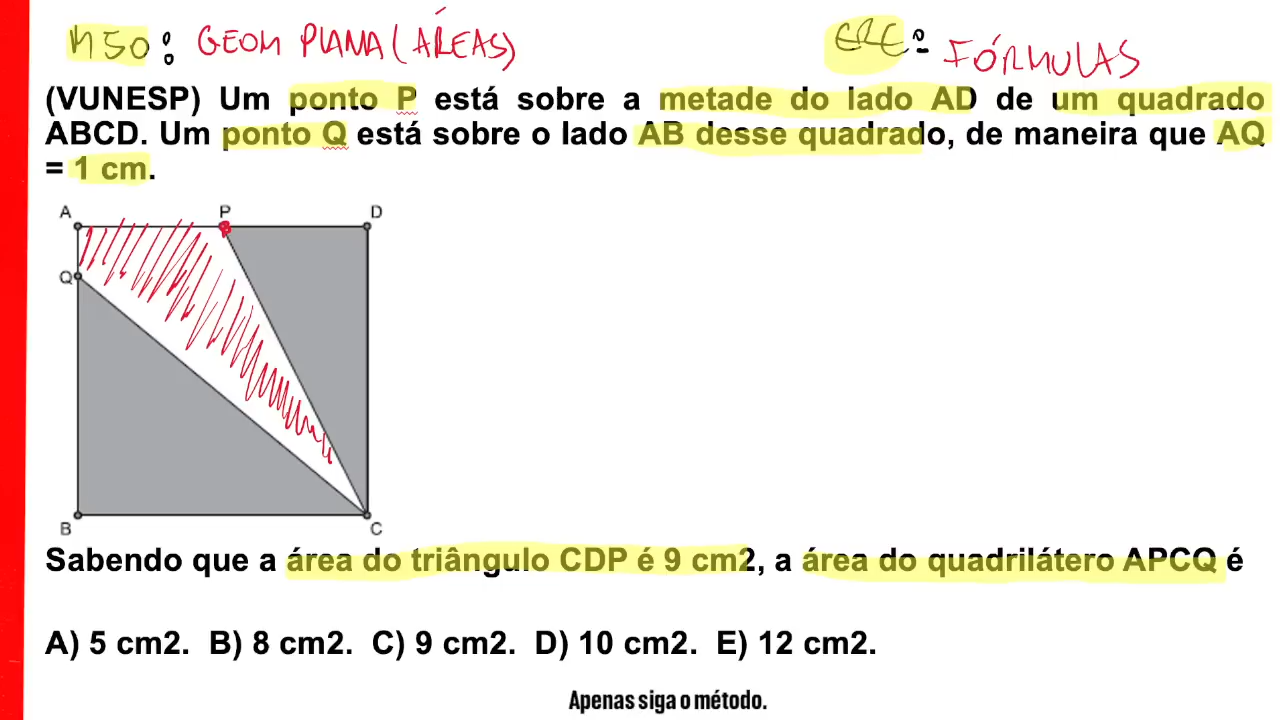 M50: GEOM PLANA (ÁREAS)
CRE: FÓRMULAS
(VUNESP) Um ponto P está sobre a metade do lado AD de um quadrado
ABCD. Um ponto Q está sobre o lado AB desse quadrado, de maneira que AQ
= 1 cm.
A P D
Q
B C
Sabendo que a área do triângulo CDP é 9 cm2, a área do quadrilátero APCQ é
A) 5 cm2. B) 8 cm2. C) 9 cm2. D) 10 cm2. E) 12 cm2.
Apenas siga o método.